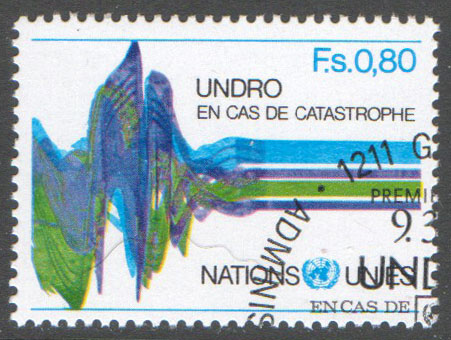 F.s.0,80
UNDRO
EN CAS DE CATASTROPHE
1211 G
PREMI
9.3
ADMINIS
NATIONS UNIES
UND
EN CAS DE